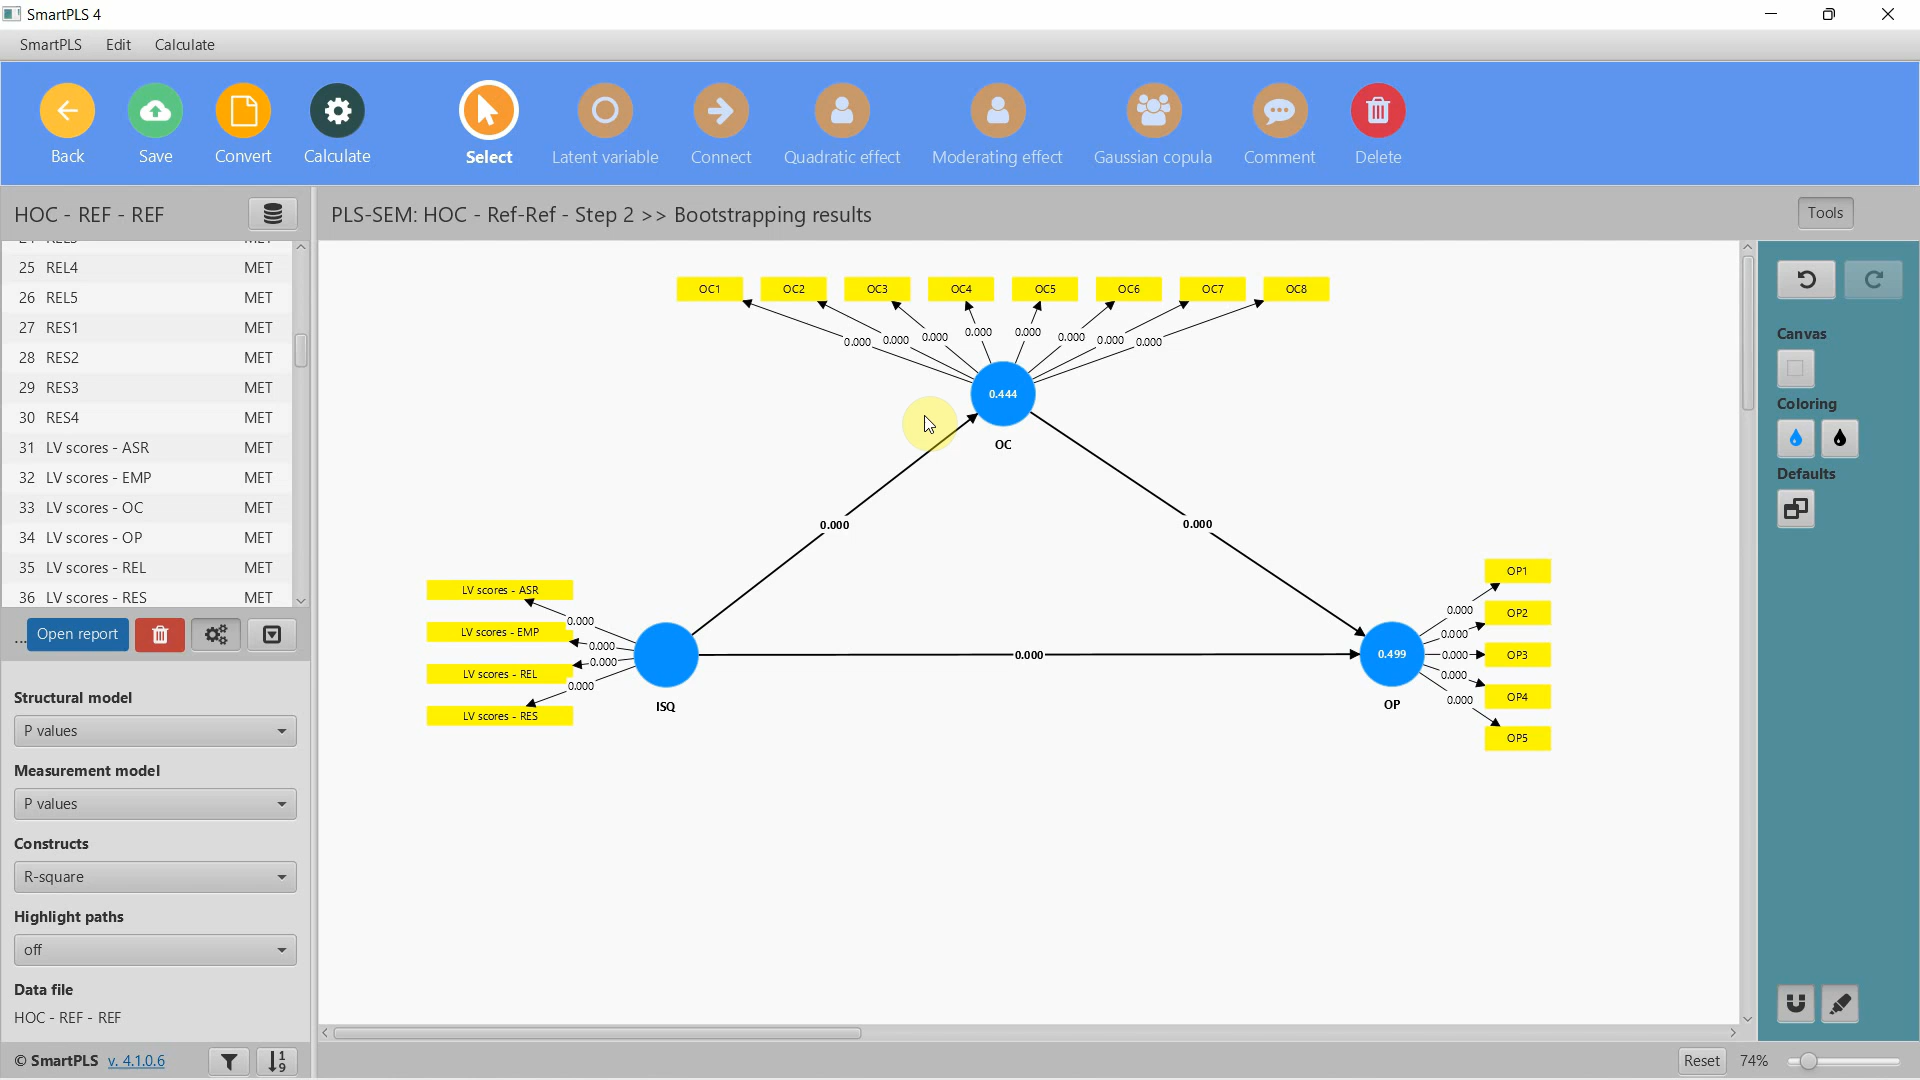 SmartPLS 4
SmartPLS Edit Calculate
Back Save Convert Calculate Select Latent variable Connect Quadratic effect Moderating effect Gaussian copula Comment Delete
HOC - REF - REF
PLS-SEM: HOC - Ref-Ref - Step 2 >> Bootstrapping results
Tools
25 REL4 MET
26 REL5 MET
27 RES1 MET
28 RES2 MET
29 RES3 MET
30 RES4 MET
31 LV scores - ASR MET
32 LV scores - EMP MET
33 LV scores - OC MET
34 LV scores - OP MET
35 LV scores - REL MET
36 LV scores - RES MET
... Open report
Structural model
P values
Measurement model
P values
Constructs
R-square
Highlight paths
off
Data file
HOC - REF - REF
© SmartPLS v. 4.1.0.6
OC1 OC2 OC3 OC4 OC5 OC6 OC7 OC8
0.000 0.000 0.000 0.000 0.000 0.000 0.000 0.000
0.444
OC
0.000 0.000
LV scores - ASR
0.000
LV scores - EMP
0.000
0.000
LV scores - REL
0.000
LV scores - RES
ISQ
0.000
0.499
OP
OP1
0.000
OP2
0.000
0.000 OP3
0.000
OP4
0.000
OP5
Canvas
Coloring
Defaults
Reset 74%